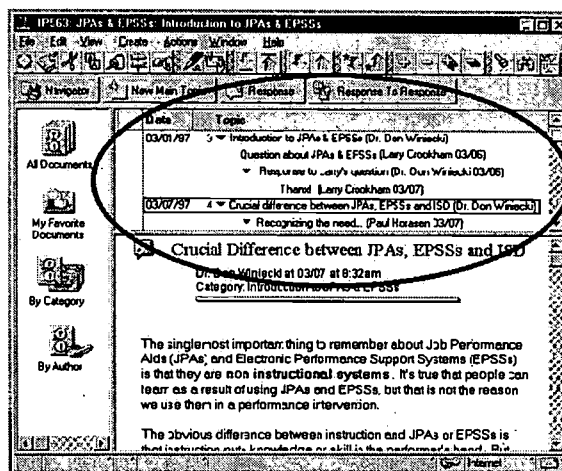 IP563: JPAs & EPSSs: Introduction to JPAs & EPSSs
File Edit View Create Actions Window Help
Navigator New Main Topic Response Response To Response
Date Topic
03/01/97 3 Introduction to JPAs & EPSSs (Dr. Don Winiecki)
Question about JPAs & EPSSs (Larry Crookham 03/06)
Response to Larry's question (Dr. Don Winiecki 03/06)
Thanx! (Larry Crookham 03/07)
03/07/97 4 Crucial difference between JPAs, EPSSs and ISD (Dr. Don Winiecki)
Recognizing the need... (Paul 03/07)
All Documents
My Favorite
Documents
By Category
By Author
Crucial Difference between JPAs, EPSSs and ISD
Dr. Don Winiecki at 03/07 at 8:32am
Category: Introduction to JPAs & EPSSs
The singlemost important thing to remember about Job Performance
Aids (JPAs) and Electronic Performance Support Systems (EPSSs)
is that they are non instructional systems. It's true that people can
learn as a result of using JPAs and EPSSs, but that is not the reason
we use them in a performance intervention.
The obvious difference between instruction and JPAs or EPSSs is
that instruction puts knowledge or skill in the performer's head. But
Internet